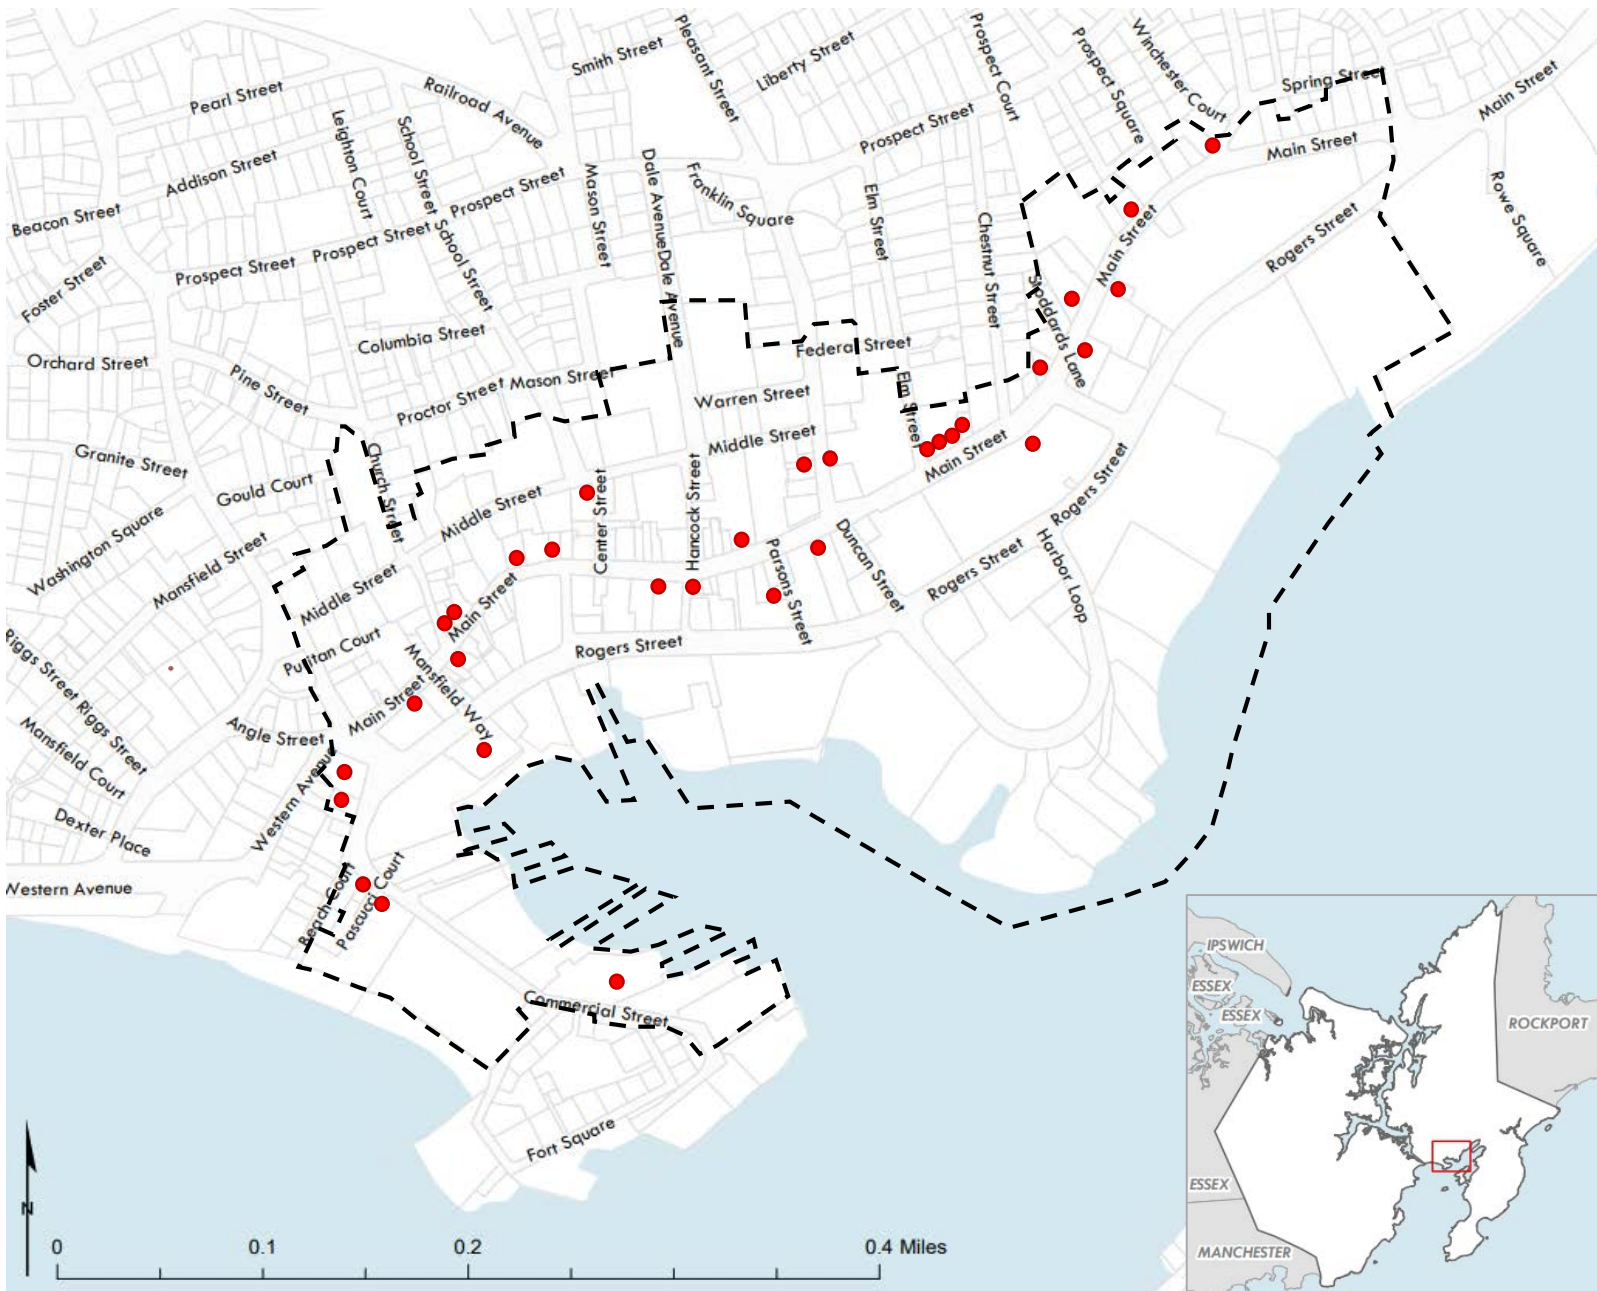 Smith Street
Pleasant Street
Liberty Street
Prospect Court
Prospect Square
Winchester Court
Spring Street
Main Street
Pearl Street
Railroad Avenue
Leighton Court
School Street
Prospect Street
Main Street
Addison Street
Mason Street
Dale Avenue
Franklin Square
Elm Street
Chestnut Street
Rowe Square
Beacon Street
Prospect Street
Prospect Street
Prospect Street
School Street
Dale Avenue
Main Street
Rogers Street
Foster Street
Columbia Street
Stoddards Lane
Federal Street
Orchard Street
Pine Street
Proctor Street
Mason Street
Warren Street
Elm Street
Middle Street
Main Street
Granite Street
Gould Court
Church Street
Middle Street
Center Street
Hancock Street
Rogers Street
Washington Square
Mansfield Street
Middle Street
Main Street
Parsons Street
Duncan Street
Rogers Street
Harbor Loop
Puritan Court
Mansfield Way
Rogers Street
Riggs Street
Riggs Street
Main Street
Angle Street
Mansfield Court
Western Avenue
Dexter Place
Western Avenue
Beach Court
Pascucci Court
Commercial Street
Fort Square
IPSWICH
ESSEX
ESSEX
ROCKPORT
ESSEX
MANCHESTER
N
0 0.1 0.2 0.4 Miles